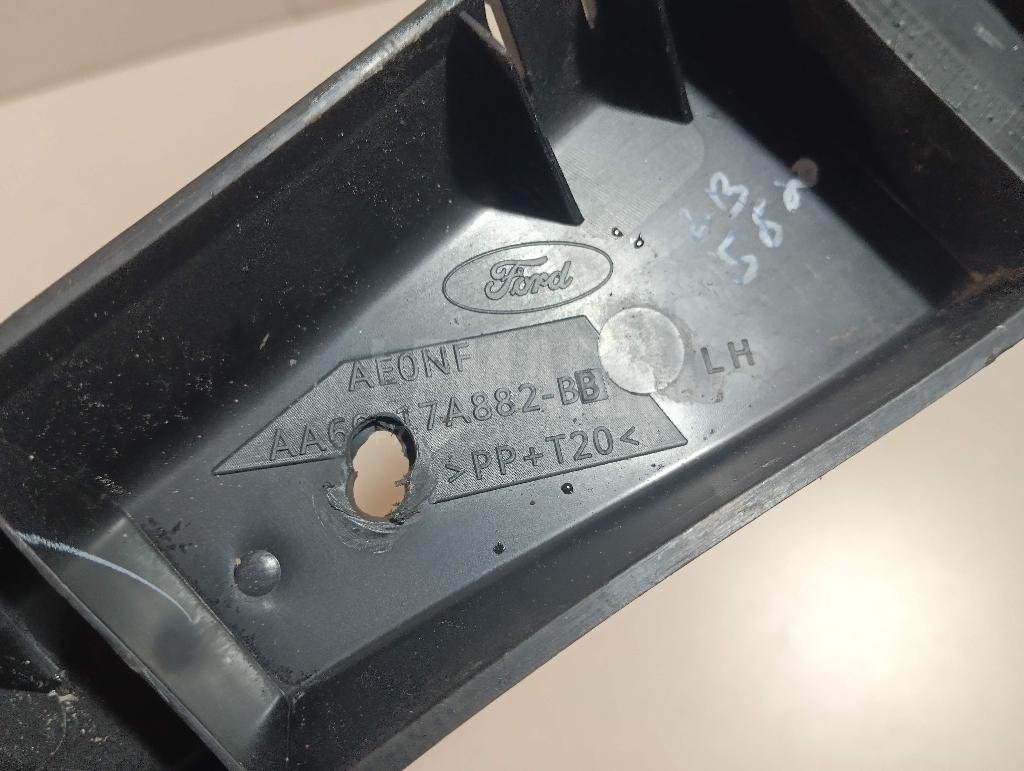 Ford
AE0NF
7A882-BB
>PP+T20<
LH